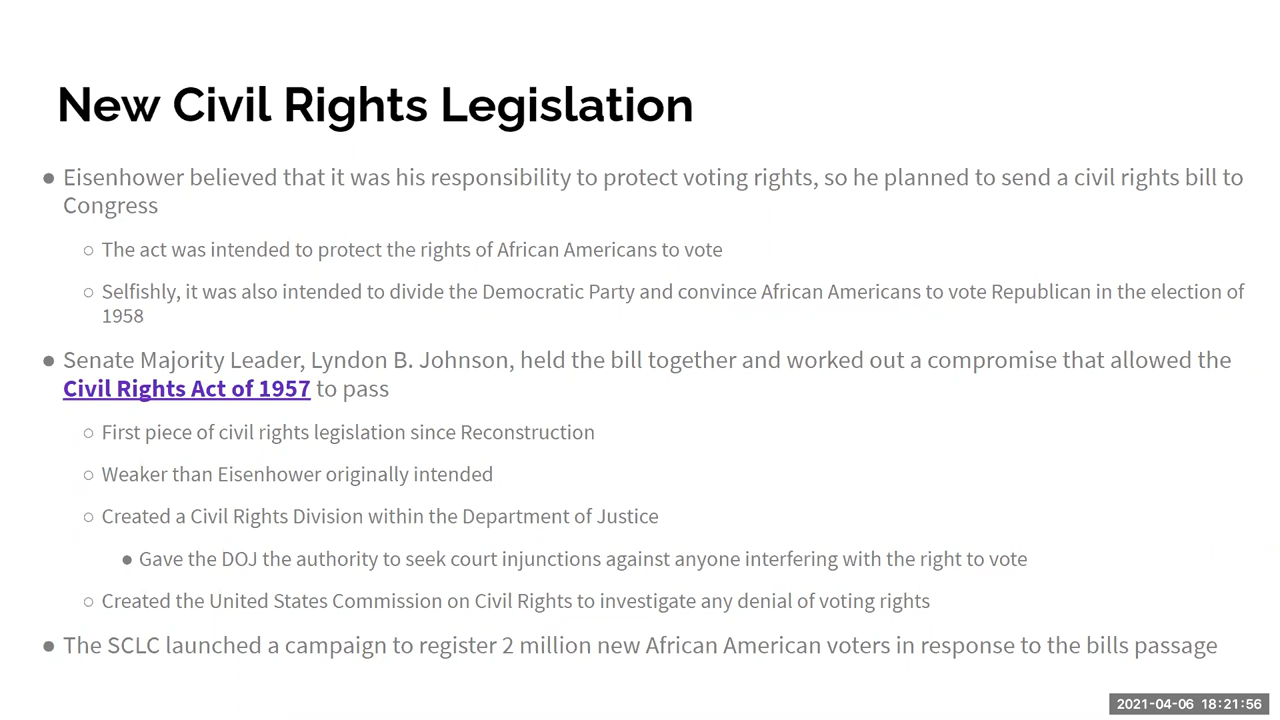 New Civil Rights Legislation
● Eisenhower believed that it was his responsibility to protect voting rights, so he planned to send a civil rights bill to
Congress
○ The act was intended to protect the rights of African Americans to vote
○ Selfishly, it was also intended to divide the Democratic Party and convince African Americans to vote Republican in the election of
1958
● Senate Majority Leader, Lyndon B. Johnson, held the bill together and worked out a compromise that allowed the
Civil Rights Act of 1957 to pass
○ First piece of civil rights legislation since Reconstruction
○ Weaker than Eisenhower originally intended
○ Created a Civil Rights Division within the Department of Justice
● Gave the DOJ the authority to seek court injunctions against anyone interfering with the right to vote
○ Created the United States Commission on Civil Rights to investigate any denial of voting rights
● The SCLC launched a campaign to register 2 million new African American voters in response to the bills passage
2021-04-06 18:21:56